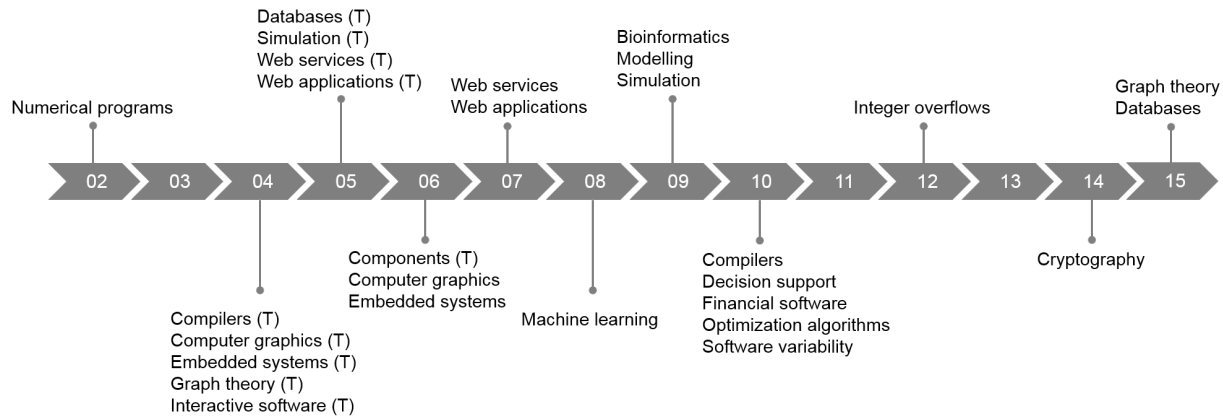 Databases (T)
Simulation (T)
Web services (T)
Web applications (T)
Bioinformatics
Modelling
Simulation
Web services
Web applications
Graph theory
Databases
Numerical programs
Integer overflows
02 03 04 05 06 07 08 09 10 11 12 13 14 15
Components (T)
Computer graphics
Embedded systems
Compilers
Decision support
Financial software
Optimization algorithms
Software variability
Cryptography
Machine learning
Compilers (T)
Computer graphics (T)
Embedded systems (T)
Graph theory (T)
Interactive software (T)